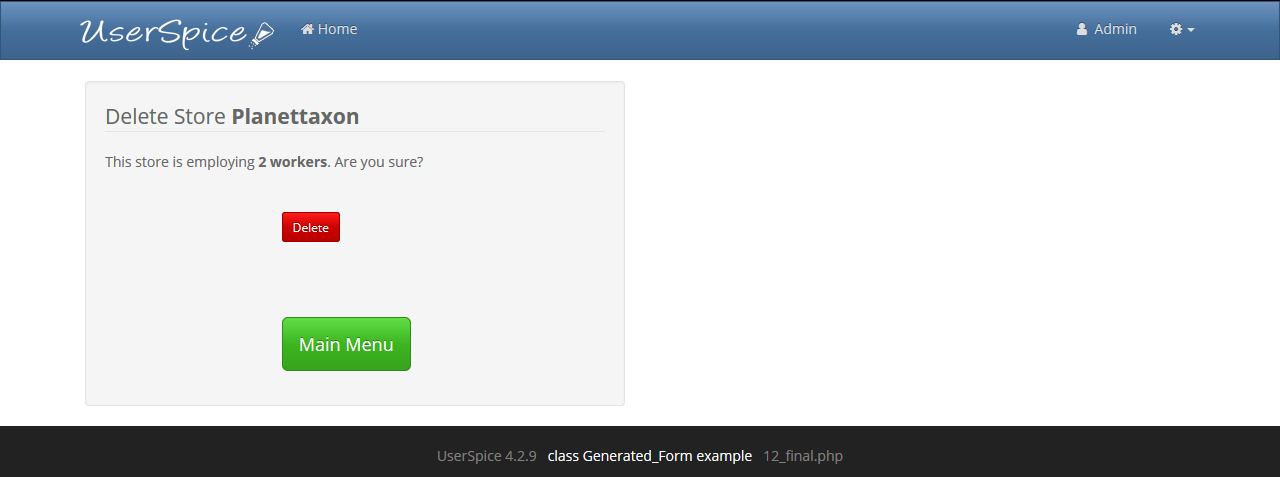 UserSpice Home Admin
Delete Store Planettaxon
This store is employing 2 workers. Are you sure?
Delete
Main Menu
UserSpice 4.2.9 class Generated_Form example 12_final.php